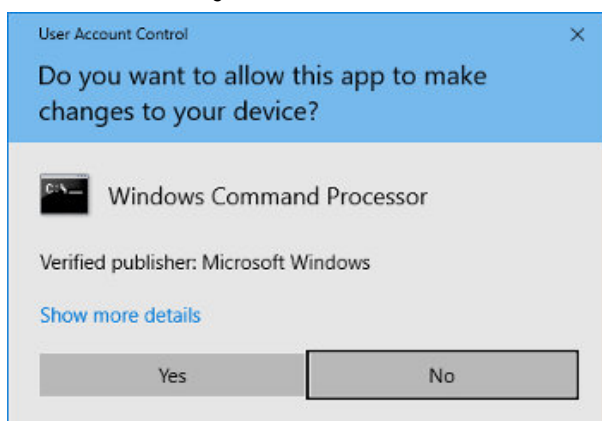 User Account Control
Do you want to allow this app to make
changes to your device?
C:\_
Windows Command Processor
Verified publisher: Microsoft Windows
Show more details
Yes
No